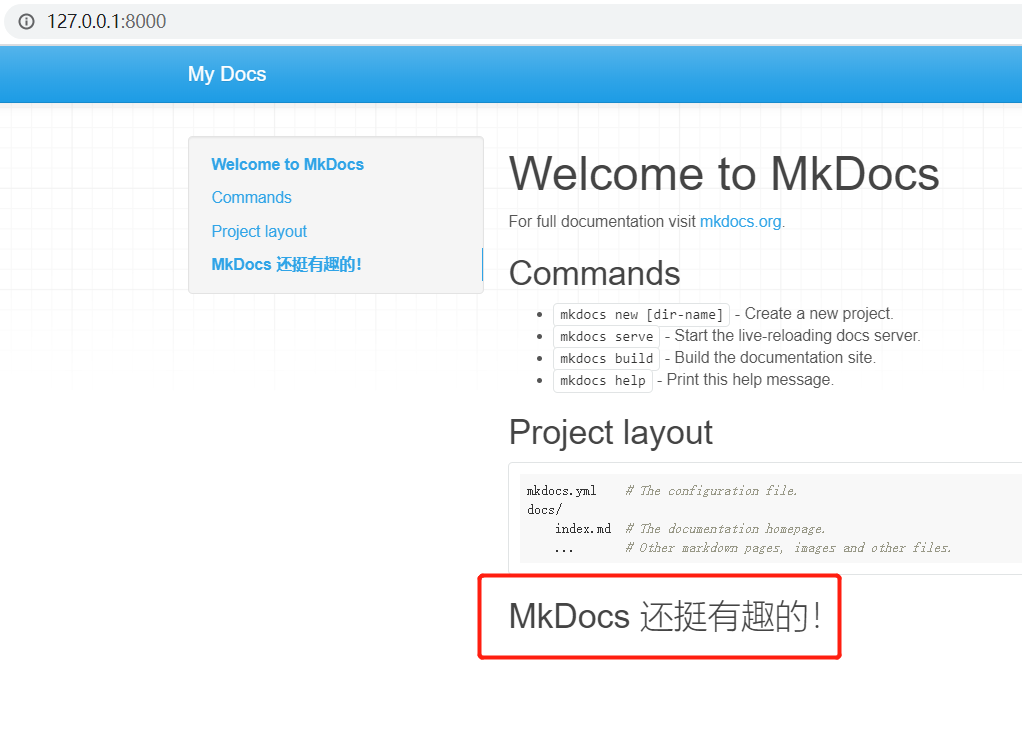 127.0.0.1:8000
My Docs
Welcome to MkDocs
Commands
Project layout
MkDocs 还挺有趣的！
Welcome to MkDocs
For full documentation visit mkdocs.org.
Commands
mkdocs new [dir-name] - Create a new project.
mkdocs serve - Start the live-reloading docs server.
mkdocs build - Build the documentation site.
mkdocs help - Print this help message.
Project layout
mkdocs.yml    # The configuration file.
docs/
    index.md  # The documentation homepage.
    ...       # Other markdown pages, images and other files.
MkDocs 还挺有趣的！